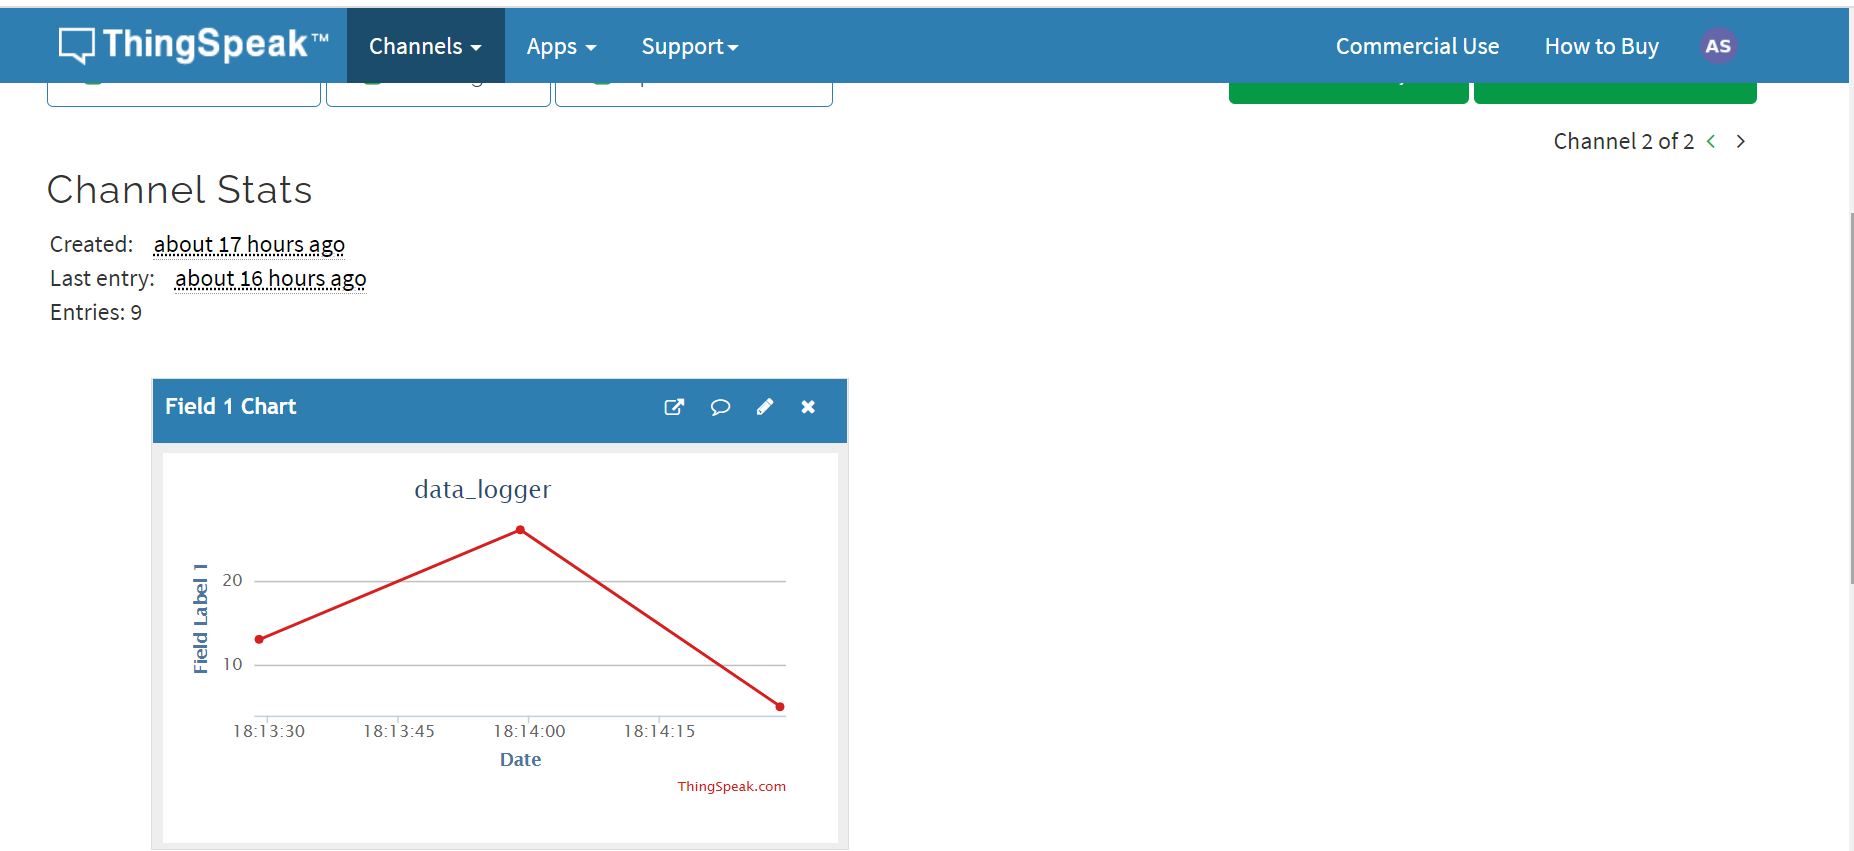 ThingSpeak™ Channels Apps Support Commercial Use How to Buy AS
Channel 2 of 2
Channel Stats
Created: about 17 hours ago
Last entry: about 16 hours ago
Entries: 9
Field 1 Chart
data_logger
Field Label 1
20
10
18:13:30 18:13:45 18:14:00 18:14:15
Date
ThingSpeak.com